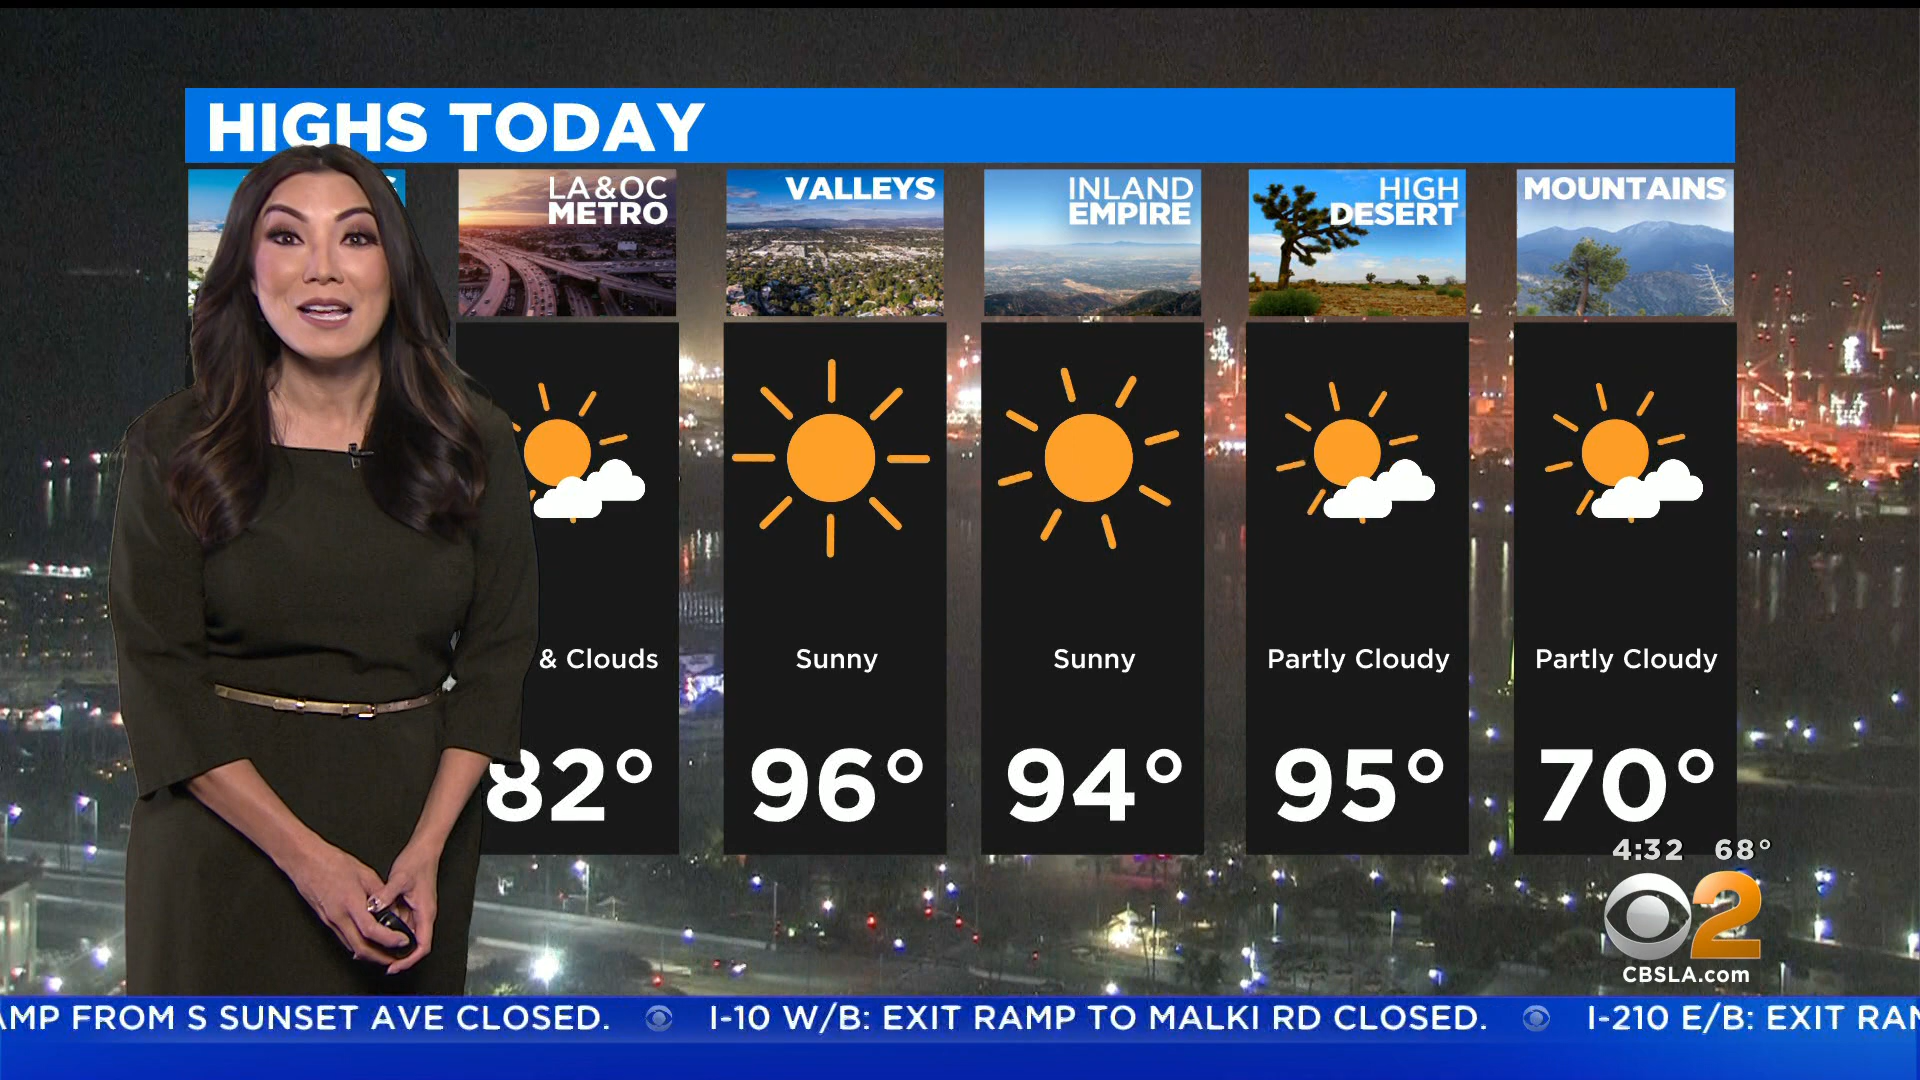 HIGHS TODAY
LA & OC
METRO
VALLEYS
INLAND
EMPIRE
HIGH
DESERT
MOUNTAINS
& Clouds
Sunny
Sunny
Partly Cloudy
Partly Cloudy
82°
96°
94°
95°
70°
4:32 68°
2
CBSLA.com
FROM S SUNSET AVE CLOSED. I-10 W/B: EXIT RAMP TO MALKI RD CLOSED. I-210 E/B: EXIT